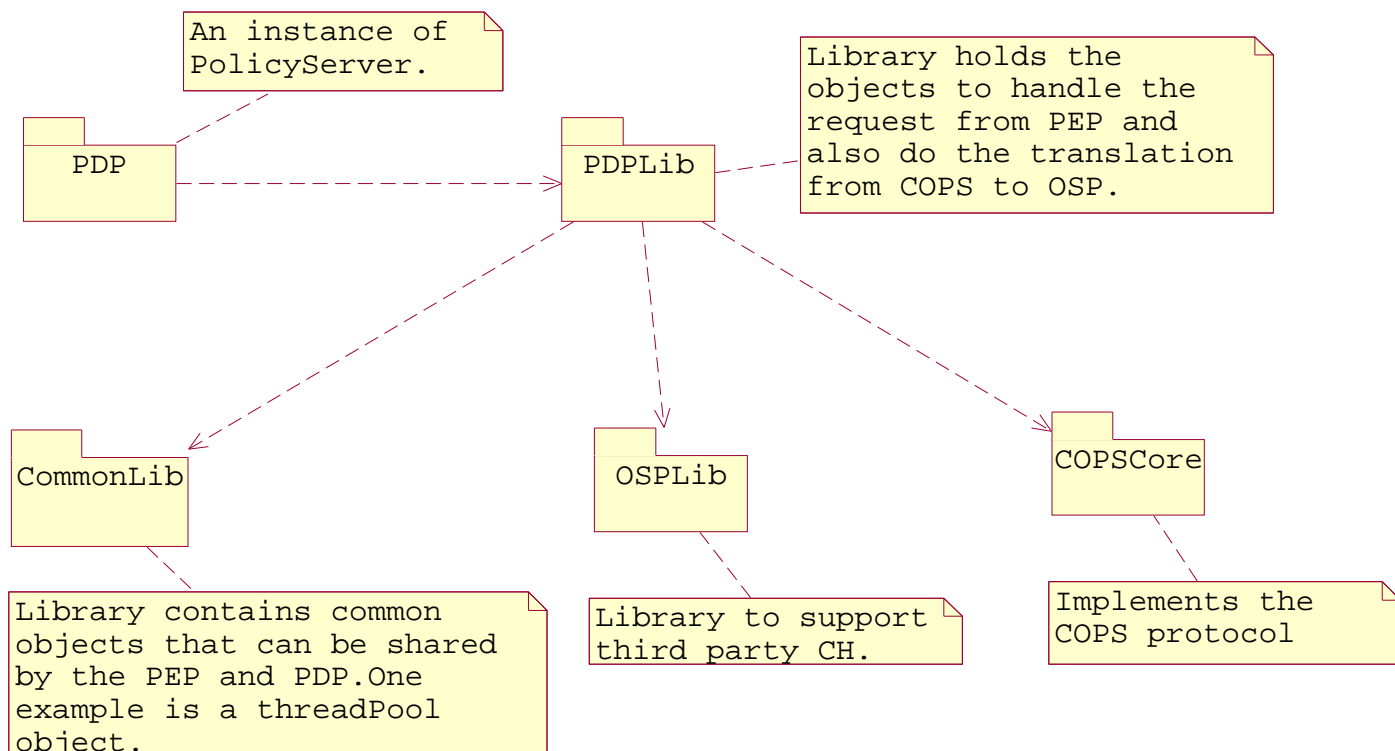 An instance of
PolicyServer.
Library holds the
objects to handle the
request from PEP and
also do the translation
from COPS to OSP.
PDP
PDPLib
CommonLib
OSPLib
COPSCore
Library contains common
objects that can be shared
by the PEP and PDP.One
example is a threadPool
object.
Library to support
third party CH.
Implements the
COPS protocol